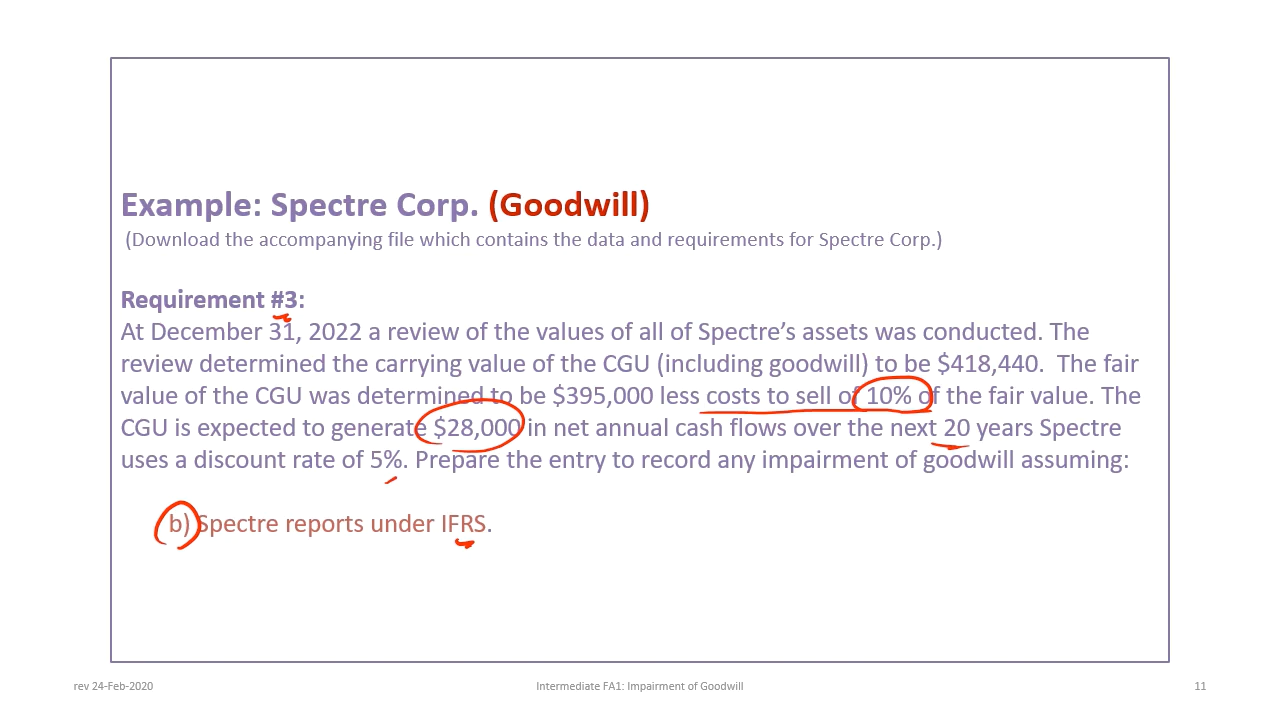 Example: Spectre Corp. (Goodwill)
(Download the accompanying file which contains the data and requirements for Spectre Corp.)
Requirement #3:
At December 31, 2022 a review of the values of all of Spectre’s assets was conducted. The
review determined the carrying value of the CGU (including goodwill) to be $418,440. The fair
value of the CGU was determined to be $395,000 less costs to sell of 10% of the fair value. The
CGU is expected to generate $28,000 in net annual cash flows over the next 20 years Spectre
uses a discount rate of 5%. Prepare the entry to record any impairment of goodwill assuming:
b) Spectre reports under IFRS.
rev 24-Feb-2020 Intermediate FA1: Impairment of Goodwill 11